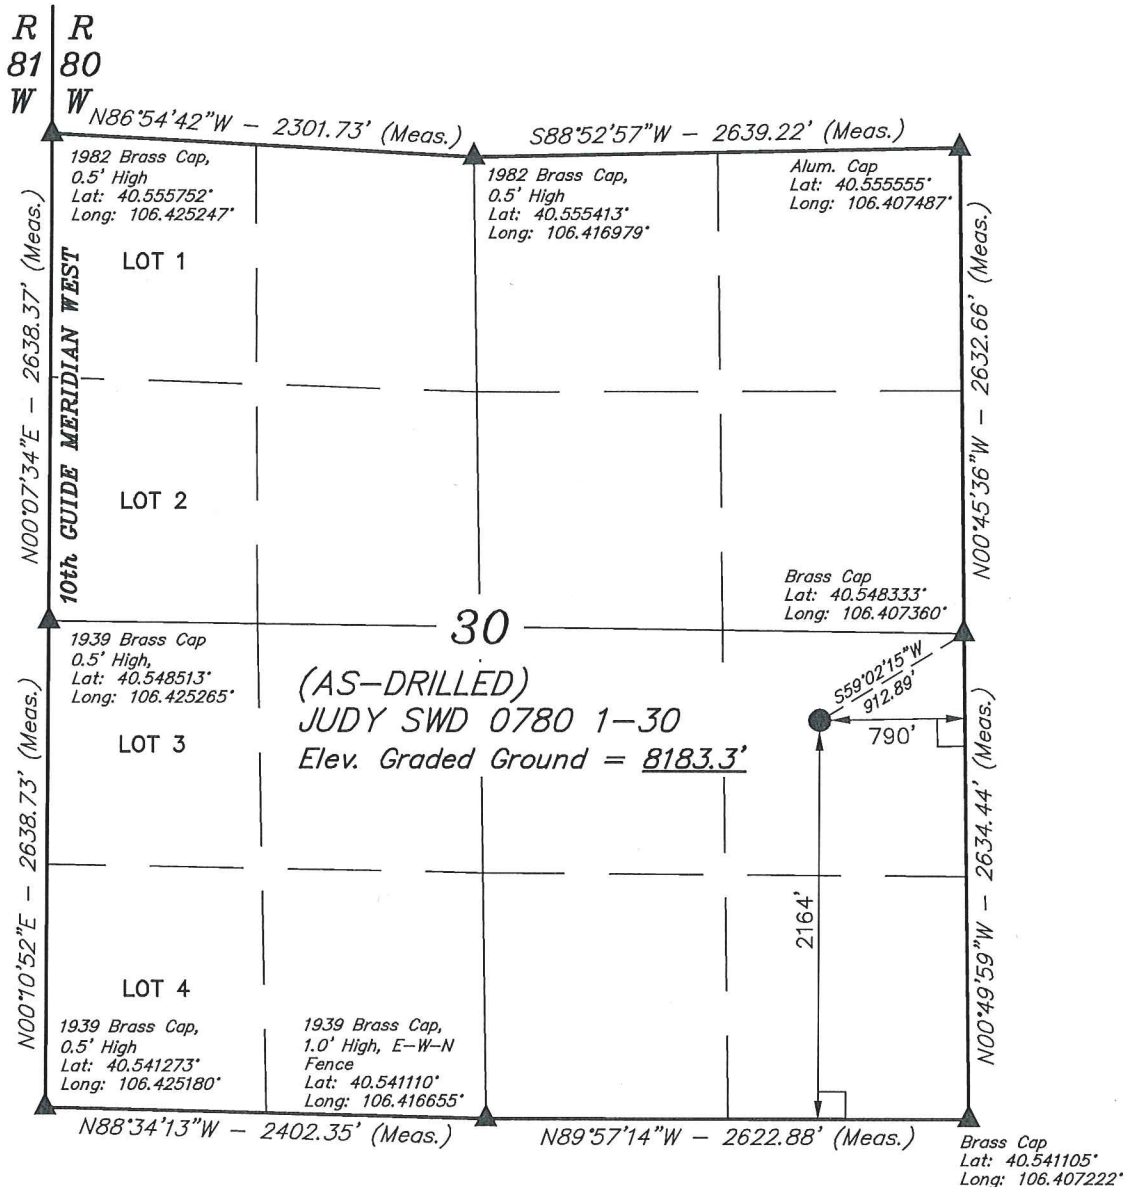 R R
81 80
W W
N86°54'42"W – 2301.73' (Meas.)
S88°52'57"W – 2639.22' (Meas.)
1982 Brass Cap,
0.5' High
Lat: 40.555752°
Long: 106.425247°
1982 Brass Cap,
0.5' High
Lat: 40.555413°
Long: 106.416979°
Alum. Cap
Lat: 40.555555°
Long: 106.407487°
N00°07'34"E – 2638.37' (Meas.)
10th GUIDE MERIDIAN WEST
LOT 1
N00°45'36"W – 2632.66' (Meas.)
LOT 2
Brass Cap
Lat: 40.548333°
Long: 106.407360°
30
1939 Brass Cap
0.5' High,
Lat: 40.548513°
Long: 106.425265°
(AS-DRILLED)
JUDY SWD 0780 1-30
Elev. Graded Ground = 8183.3'
S59°02'15"W
912.89'
790'
LOT 3
N00°10'52"E – 2638.73' (Meas.)
N00°49'59"W – 2634.44' (Meas.)
2164'
LOT 4
1939 Brass Cap,
0.5' High
Lat: 40.541273°
Long: 106.425180°
1939 Brass Cap,
1.0' High, E-W-N
Fence
Lat: 40.541110°
Long: 106.416655°
N88°34'13"W – 2402.35' (Meas.)
N89°57'14"W – 2622.88' (Meas.)
Brass Cap
Lat: 40.541105°
Long: 106.407222°